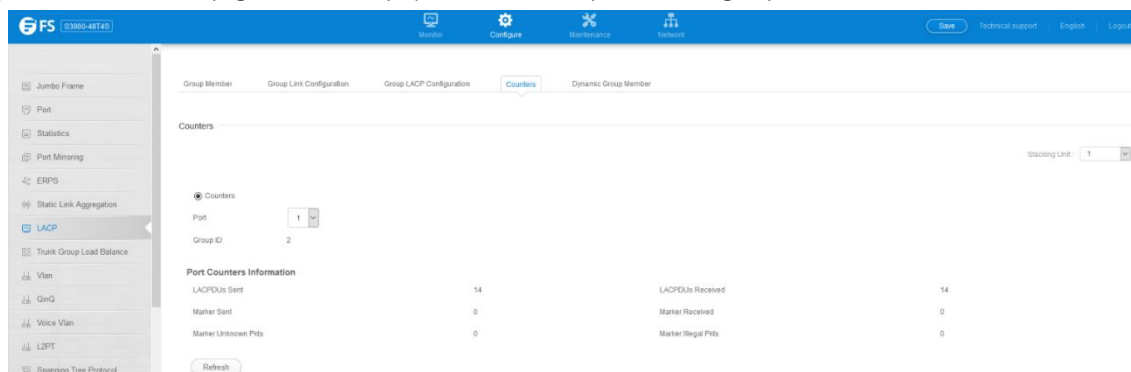 FS S3900-48T4S
Monitor Configure Maintenance Network
Save Technical support English Logout
Jumbo Frame
Port
Statistics
Port Mirroring
ERPS
Static Link Aggregation
LACP
Trunk Group Load Balance
Vlan
QinQ
Voice Vlan
L2PT
Spanning Tree Protocol
Group Member Group Link Configuration Group LACP Configuration Counters Dynamic Group Member
Counters
Stacking Unit: 1
Counters
Port 1
Group ID 2
Port Counters Information
LACPDUs Sent 14 LACPDUs Received 14
Marker Sent 0 Marker Received 0
Marker Unknown Pkts 0 Marker Illegal Pkts 0
Refresh